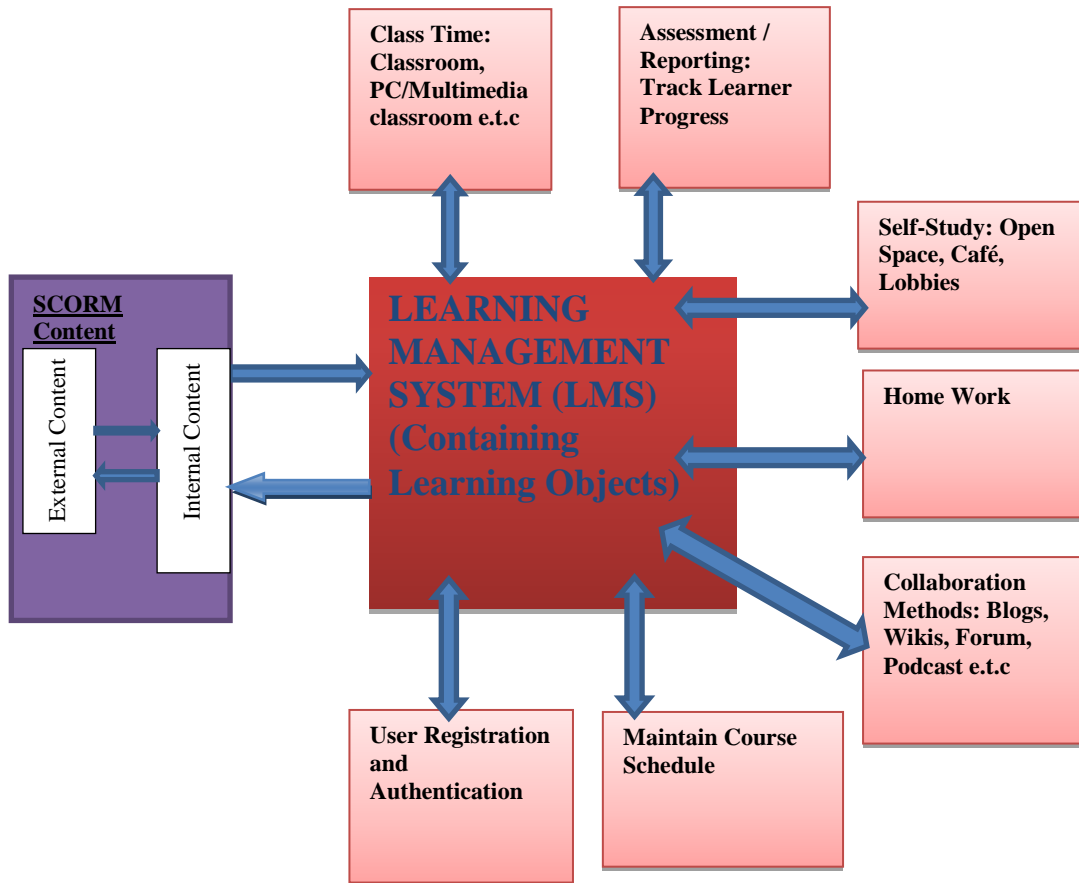 Class Time:
Classroom,
PC/Multimedia
classroom e.t.c
Assessment /
Reporting:
Track Learner
Progress
Self-Study: Open
Space, Café,
Lobbies
SCORM
Content
External Content
Internal Content
LEARNING
MANAGEMENT
SYSTEM (LMS)
(Containing
Learning Objects)
Home Work
Collaboration
Methods: Blogs,
Wikis, Forum,
Podcast e.t.c
User Registration
and
Authentication
Maintain Course
Schedule